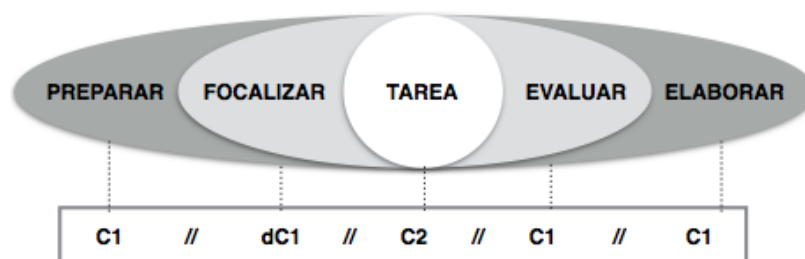 PREPARAR FOCALIZAR TAREA EVALUAR ELABORAR
C1 // dC1 // C2 // C1 // C1